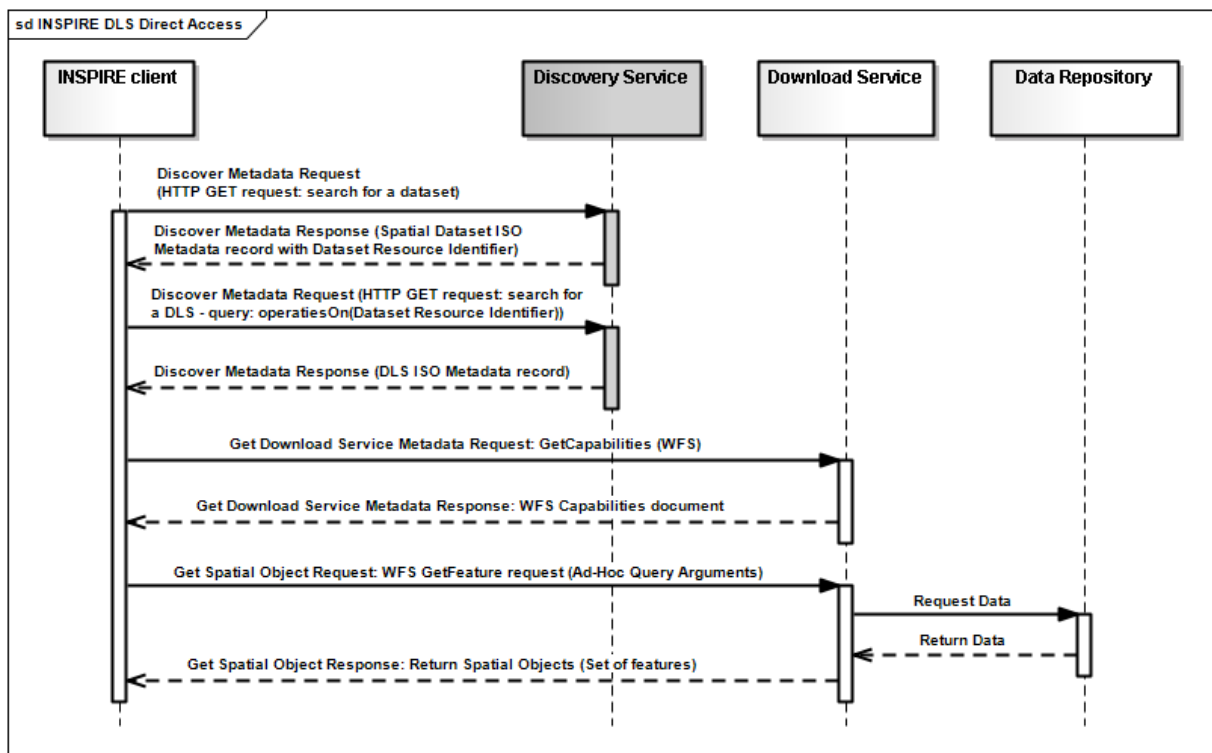 sd INSPIRE DLS Direct Access
INSPIRE client
Discovery Service
Download Service
Data Repository
Discover Metadata Request
(HTTP GET request: search for a dataset)
Discover Metadata Response (Spatial Dataset ISO
Metadata record with Dataset Resource Identifier)
Discover Metadata Request (HTTP GET request: search for
a DLS - query: operatiesOn(Dataset Resource Identifier))
Discover Metadata Response (DLS ISO Metadata record)
Get Download Service Metadata Request: GetCapabilities (WFS)
Get Download Service Metadata Response: WFS Capabilities document
Get Spatial Object Request: WFS GetFeature request (Ad-Hoc Query Arguments)
Request Data
Return Data
Get Spatial Object Response: Return Spatial Objects (Set of features)